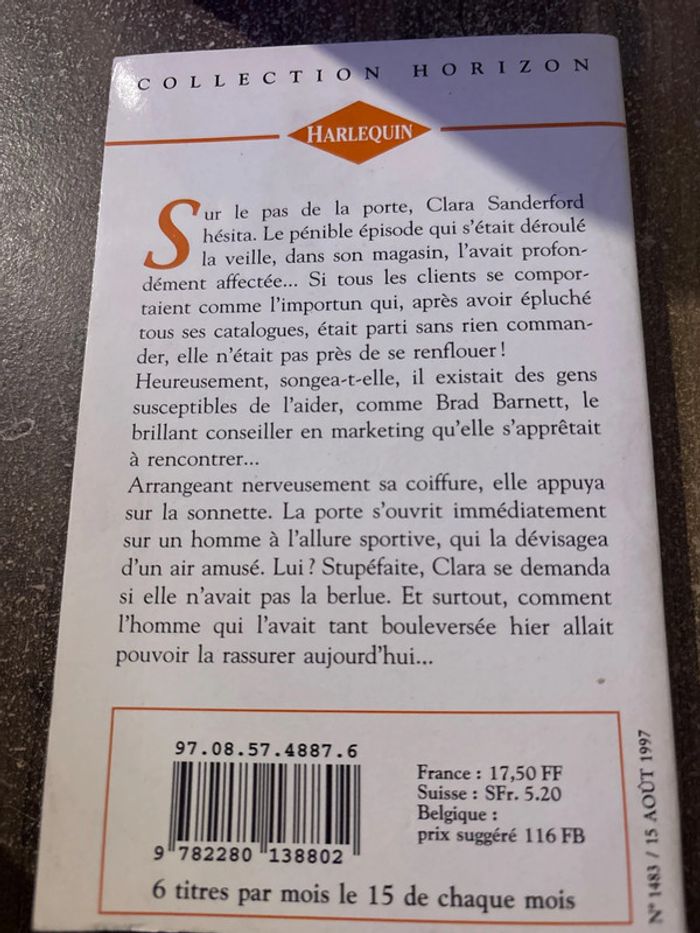 COLLECTION HORIZON
HARLEQUIN
Sur le pas de la porte, Clara Sanderford
hésita. Le pénible épisode qui s'était déroulé
la veille, dans son magasin, l'avait profon-
dément affectée... Si tous les clients se compor-
taient comme l'importun qui, après avoir épluché
tous ses catalogues, était parti sans rien comman-
der, elle n'était pas près de se renflouer !
Heureusement, songea-t-elle, il existait des gens
susceptibles de l'aider, comme Brad Barnett, le
brillant conseiller en marketing qu'elle s'apprêtait
à rencontrer...
Arrangeant nerveusement sa coiffure, elle appuya
sur la sonnette. La porte s'ouvrit immédiatement
sur un homme à l'allure sportive, qui la dévisagea
d'un air amusé. Lui ? Stupéfaite, Clara se demanda
si elle n'avait pas la berlue. Et surtout, comment
l'homme qui l'avait tant bouleversée hier allait
pouvoir la rassurer aujourd'hui...
97.08.57.4887.6
9 782280 138802
France : 17,50 FF
Suisse : SFr. 5.20
Belgique :
prix suggéré 116 FB
6 titres par mois le 15 de chaque mois
N° 1483 / 15 AOÛT 1997